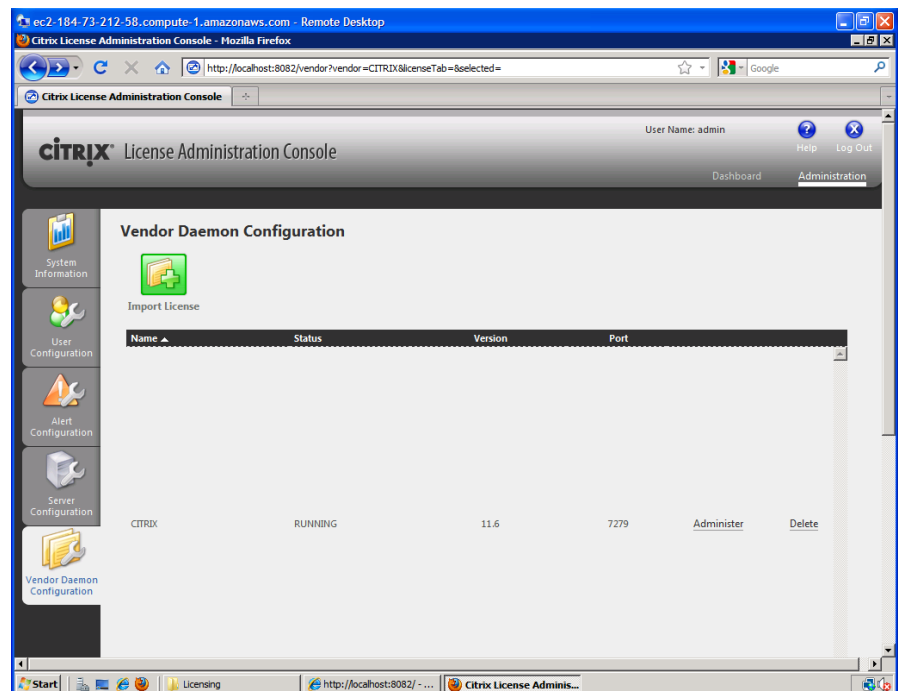 ec2-184-73-212-58.compute-1.amazonaws.com - Remote Desktop
Citrix License Administration Console - Mozilla Firefox
http://localhost:8082/vendor?vendor=CITRIX&licenseTab=&selected=
Google
Citrix License Administration Console
User Name: admin
Help
Log Out
CITRIX License Administration Console
Dashboard
Administration
System Information
User Configuration
Alert Configuration
Server Configuration
Vendor Daemon Configuration
Vendor Daemon Configuration
Import License
Name Status Version Port
CITRIX RUNNING 11.6 7279 Administer Delete
Start
Licensing
http://localhost:8082/ - ...
Citrix License Adminis...